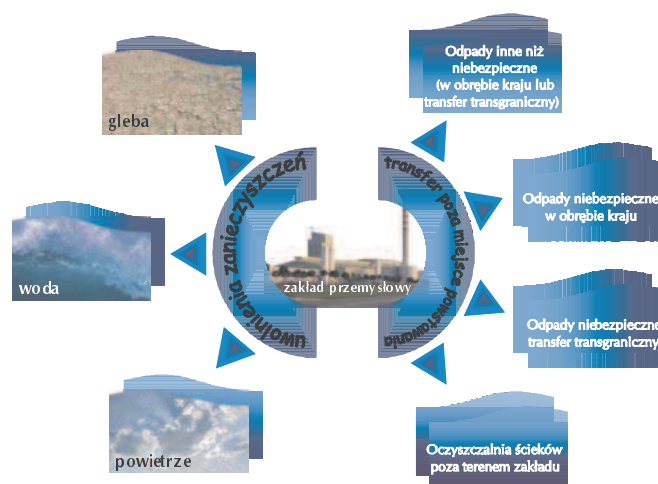 gleba
woda
powietrze
uwolnienia zanieczyszczeń
zakład przemysłowy
transfer poza miejsce powstawania
Odpady inne niż
niebezpieczne
(w obrębie kraju lub
transfer transgraniczny)
Odpady niebezpieczne
w obrębie kraju
Odpady niebezpieczne
transfer transgraniczny
Oczyszczalnia ścieków
poza terenem zakładu